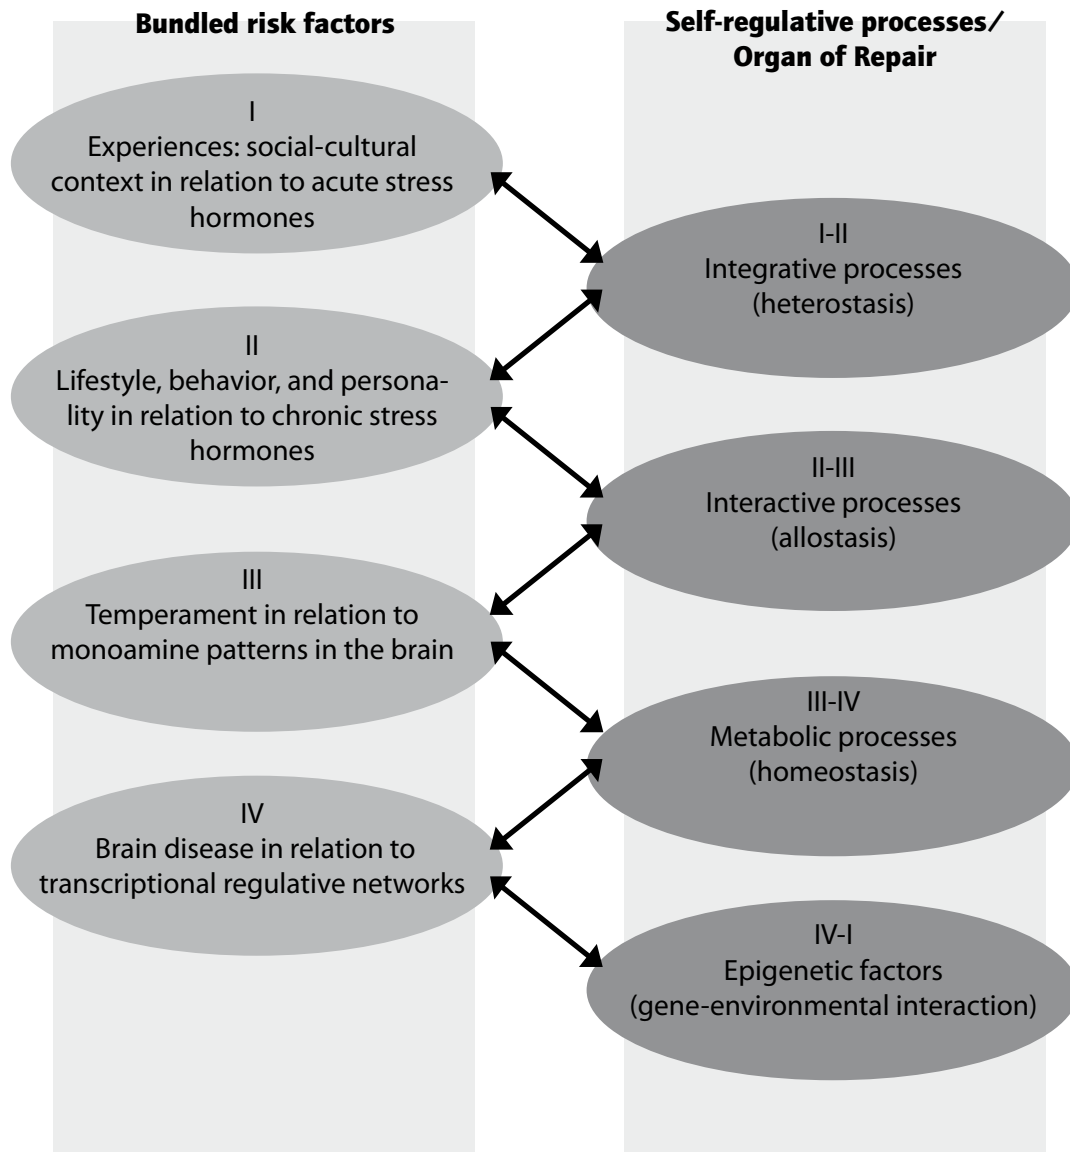 Bundled risk factors
I
Experiences: social-cultural
context in relation to acute stress
hormones
II
Lifestyle, behavior, and persona-
lity in relation to chronic stress
hormones
III
Temperament in relation to
monoamine patterns in the brain
IV
Brain disease in relation to
transcriptional regulative networks
Self-regulative processes/
Organ of Repair
I-II
Integrative processes
(heterostasis)
II-III
Interactive processes
(allostasis)
III-IV
Metabolic processes
(homeostasis)
IV-I
Epigenetic factors
(gene-environmental interaction)